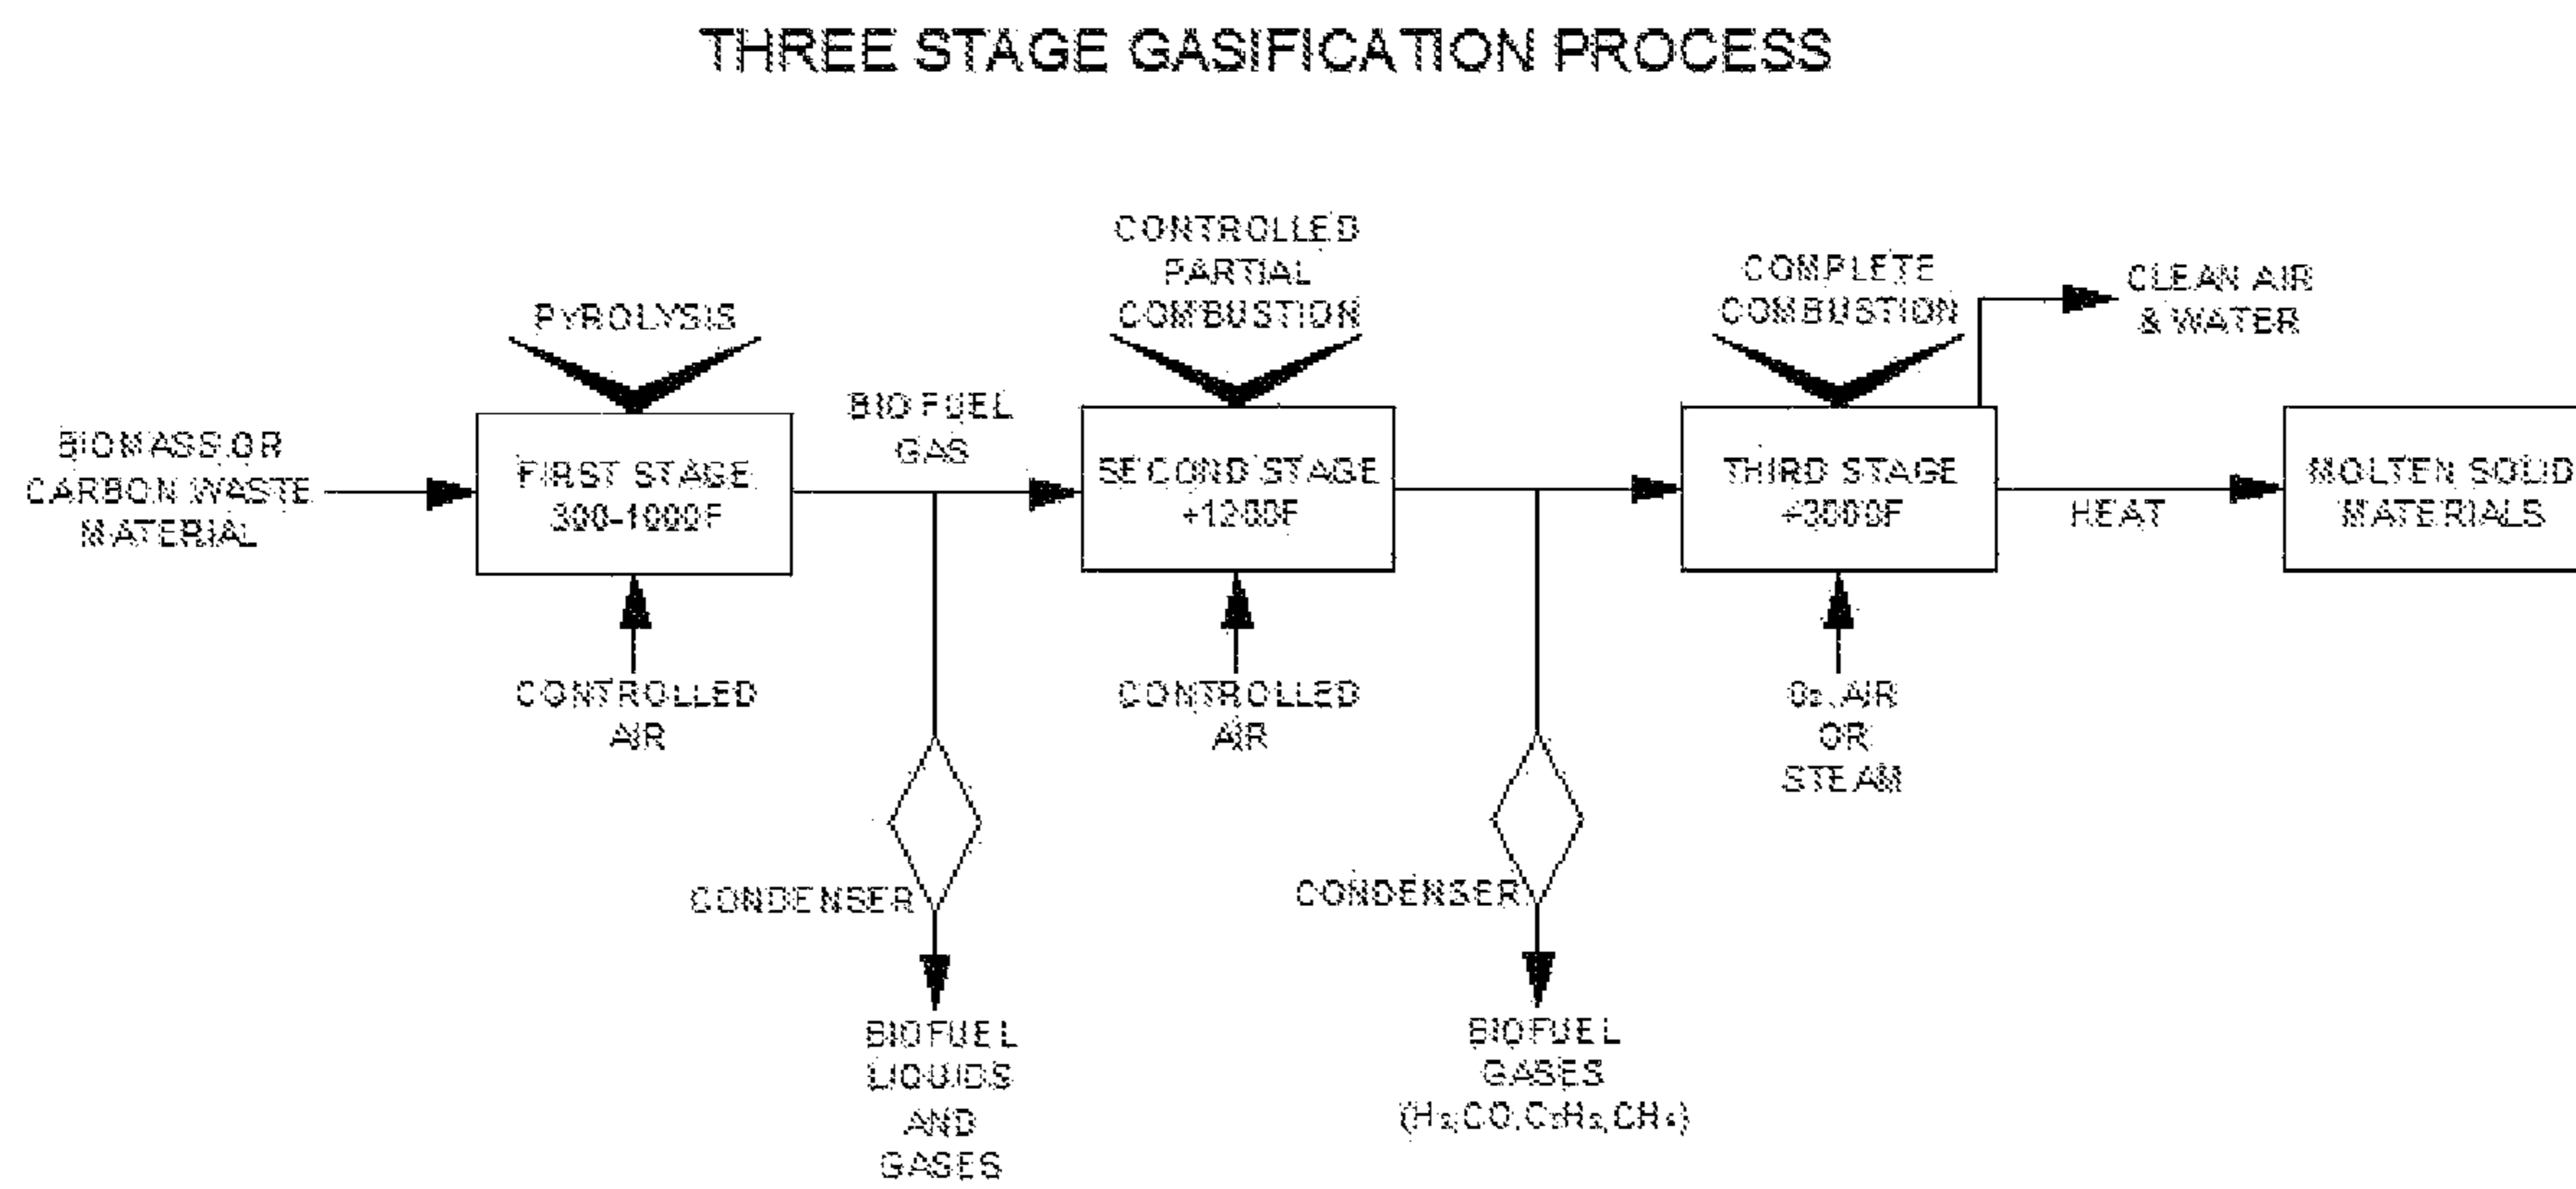 THREE STAGE GASIFICATION PROCESS
PYROLYSIS
CONTROLLED
PARTIAL
COMBUSTION
COMPLETE
COMBUSTION
CLEAN AIR
& WATER
BIOMASS OR
CARBON WASTE
MATERIAL
FIRST STAGE
300-1000F
BIO FUEL
GAS
SECOND STAGE
+1200F
THIRD STAGE
+3000F
HEAT
MOLTEN SOLID
MATERIALS
CONTROLLED
AIR
CONTROLLED
AIR
O₂, AIR
OR
STEAM
CONDENSER
CONDENSER
BIOFUEL
LIQUIDS
AND
GASES
BIOFUEL
GASES
(H₂,CO,C₂H₂,CH₄)